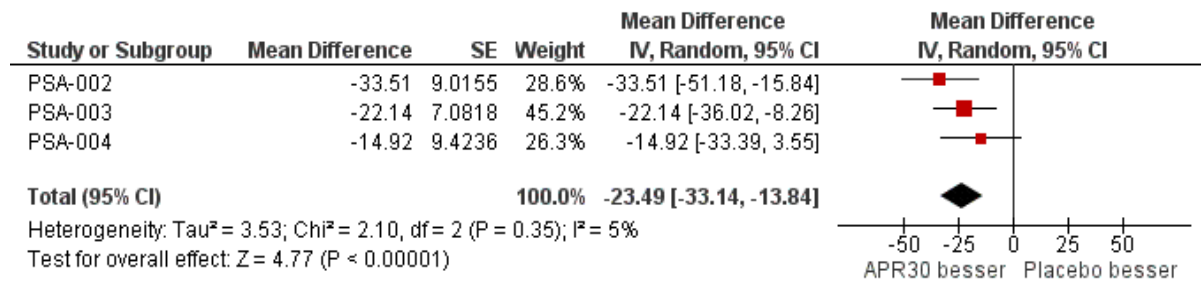 Mean Difference Mean Difference
Study or Subgroup Mean Difference SE Weight IV, Random, 95% CI IV, Random, 95% CI
PSA-002 -33.51 9.0155 28.6% -33.51 [-51.18, -15.84]
PSA-003 -22.14 7.0818 45.2% -22.14 [-36.02, -8.26]
PSA-004 -14.92 9.4236 26.3% -14.92 [-33.39, 3.55]
Total (95% CI) 100.0% -23.49 [-33.14, -13.84]
Heterogeneity: Tau² = 3.53; Chi² = 2.10, df = 2 (P = 0.35); I² = 5%
Test for overall effect: Z = 4.77 (P < 0.00001)
-50 -25 0 25 50
APR30 besser Placebo besser